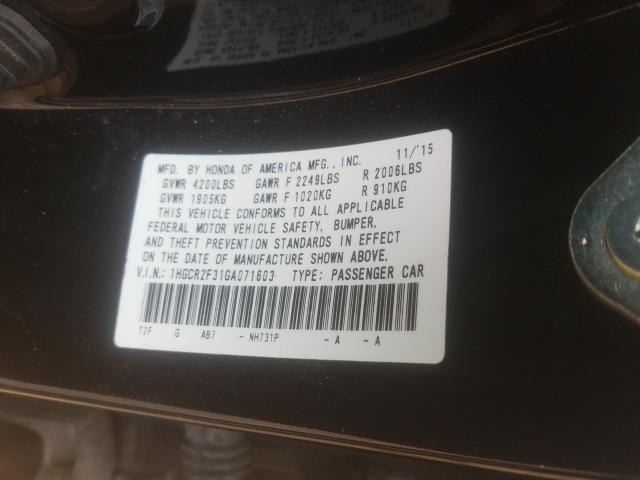 MFD. BY HONDA OF AMERICA MFG., INC. 11/'15
GVWR 4200LBS GAWR F 2249LBS R 2006LBS
GVWR 1905KG GAWR F 1020KG R 910KG
THIS VEHICLE CONFORMS TO ALL APPLICABLE
FEDERAL MOTOR VEHICLE SAFETY, BUMPER,
AND THEFT PREVENTION STANDARDS IN EFFECT
ON THE DATE OF MANUFACTURE SHOWN ABOVE.
V.I.N.: 1HGCR2F31GA071603 TYPE: PASSENGER CAR
T2F G AB7 - NH731P - A - A